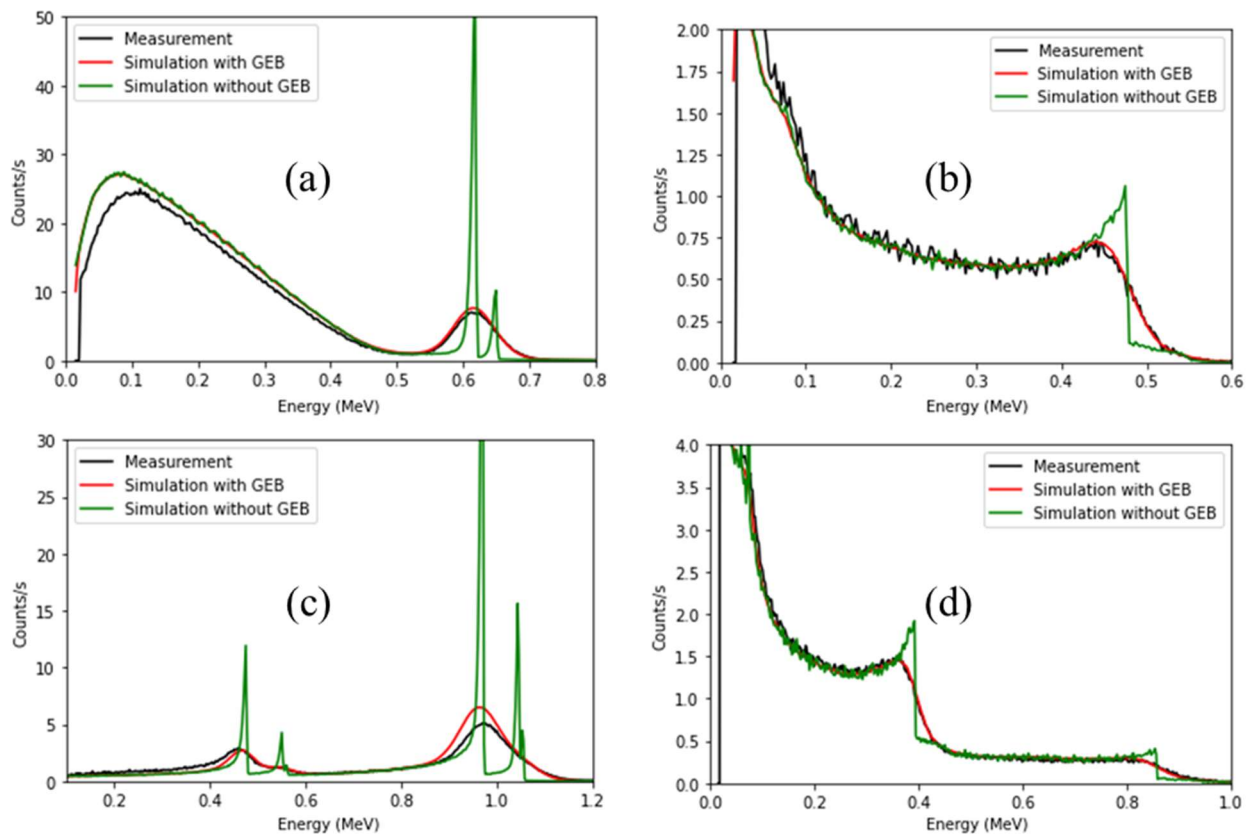 50
40
30
20
10
0
Counts/s
Measurement
Simulation with GEB
Simulation without GEB
(a)
0.0 0.1 0.2 0.3 0.4 0.5 0.6 0.7 0.8
Energy (MeV)
2.00
1.75
1.50
1.25
1.00
0.75
0.50
0.25
0.00
Counts/s
Measurement
Simulation with GEB
Simulation without GEB
(b)
0.0 0.1 0.2 0.3 0.4 0.5 0.6
Energy (MeV)
30
25
20
15
10
5
0
Counts/s
Measurement
Simulation with GEB
Simulation without GEB
(c)
0.2 0.4 0.6 0.8 1.0 1.2
Energy (MeV)
4.0
3.5
3.0
2.5
2.0
1.5
1.0
0.5
0.0
Counts/s
Measurement
Simulation with GEB
Simulation without GEB
(d)
0.0 0.2 0.4 0.6 0.8 1.0
Energy (MeV)